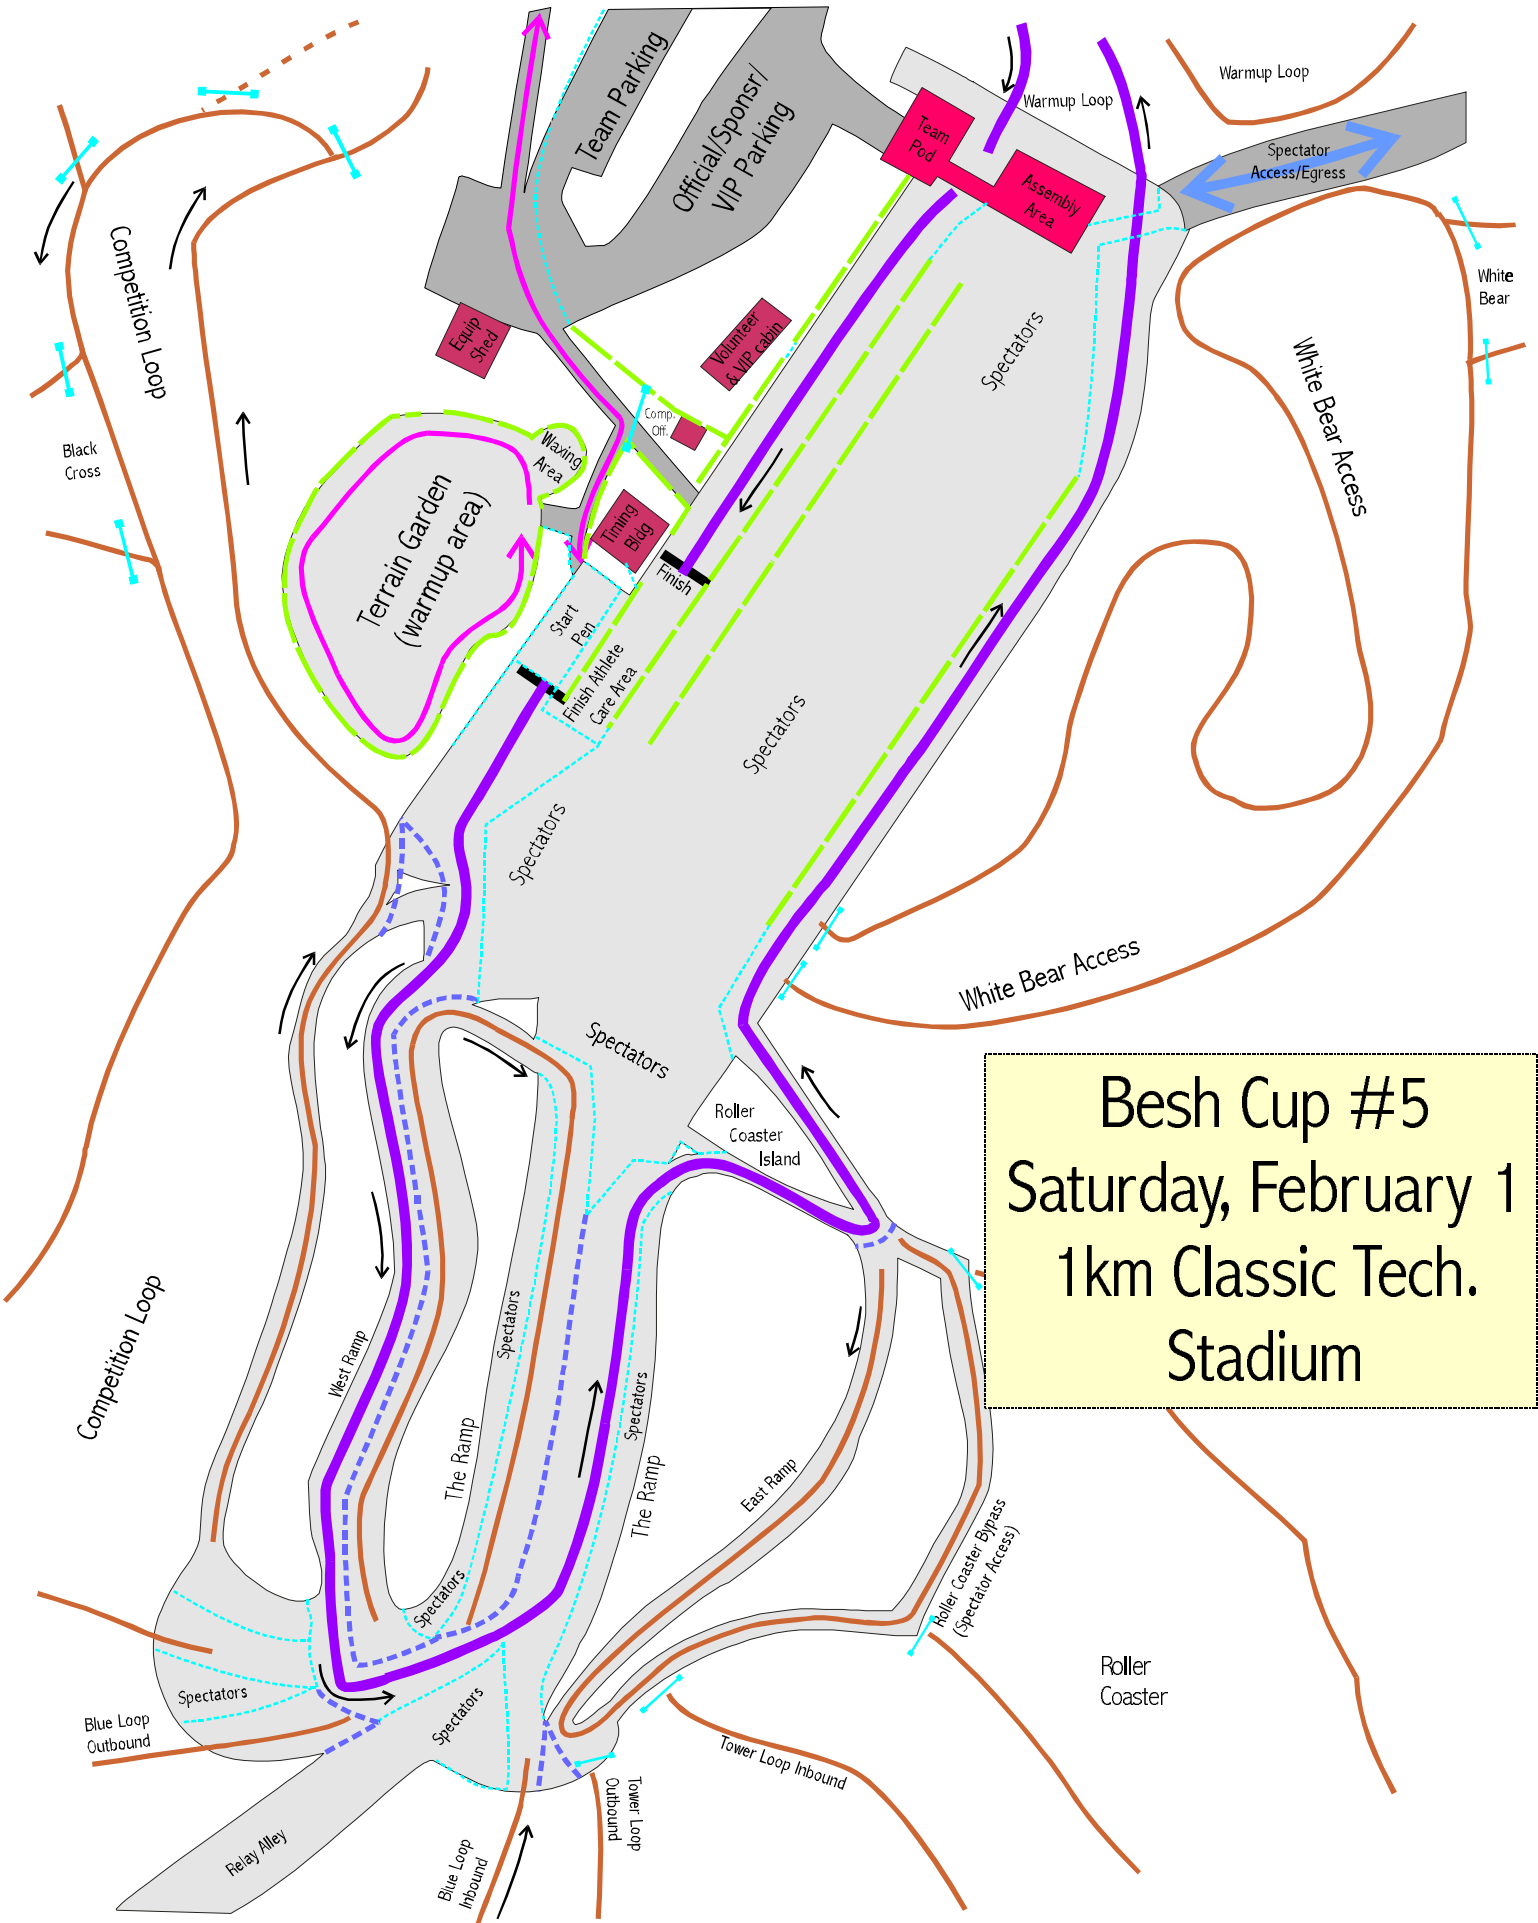 Team Parking
Official/Sponsr/
VIP Parking
Team
Pod
Assembly
Area
Warmup Loop
Warmup Loop
Spectator
Access/Egress
White
Bear
White Bear Access
Competition Loop
Equip
Shed
Volunteer
& VIP cabin
Comp.
Off.
Spectators
Black
Cross
Waxing
Area
Terrain Garden
(warmup area)
Timing
Bldg
Finish
Start
Pen
Finish Athlete
Care Area
Spectators
Spectators
White Bear Access
Spectators
Roller
Coaster
Island
Besh Cup #5
Saturday, February 1
1km Classic Tech.
Stadium
Competition Loop
West Ramp
Spectators
Spectators
The Ramp
The Ramp
East Ramp
Roller Coaster Bypass
(Spectator Access)
Spectators
Roller
Coaster
Spectators
Spectators
Blue Loop
Outbound
Tower Loop Inbound
Tower Loop
Outbound
Relay Alley
Blue Loop
Inbound